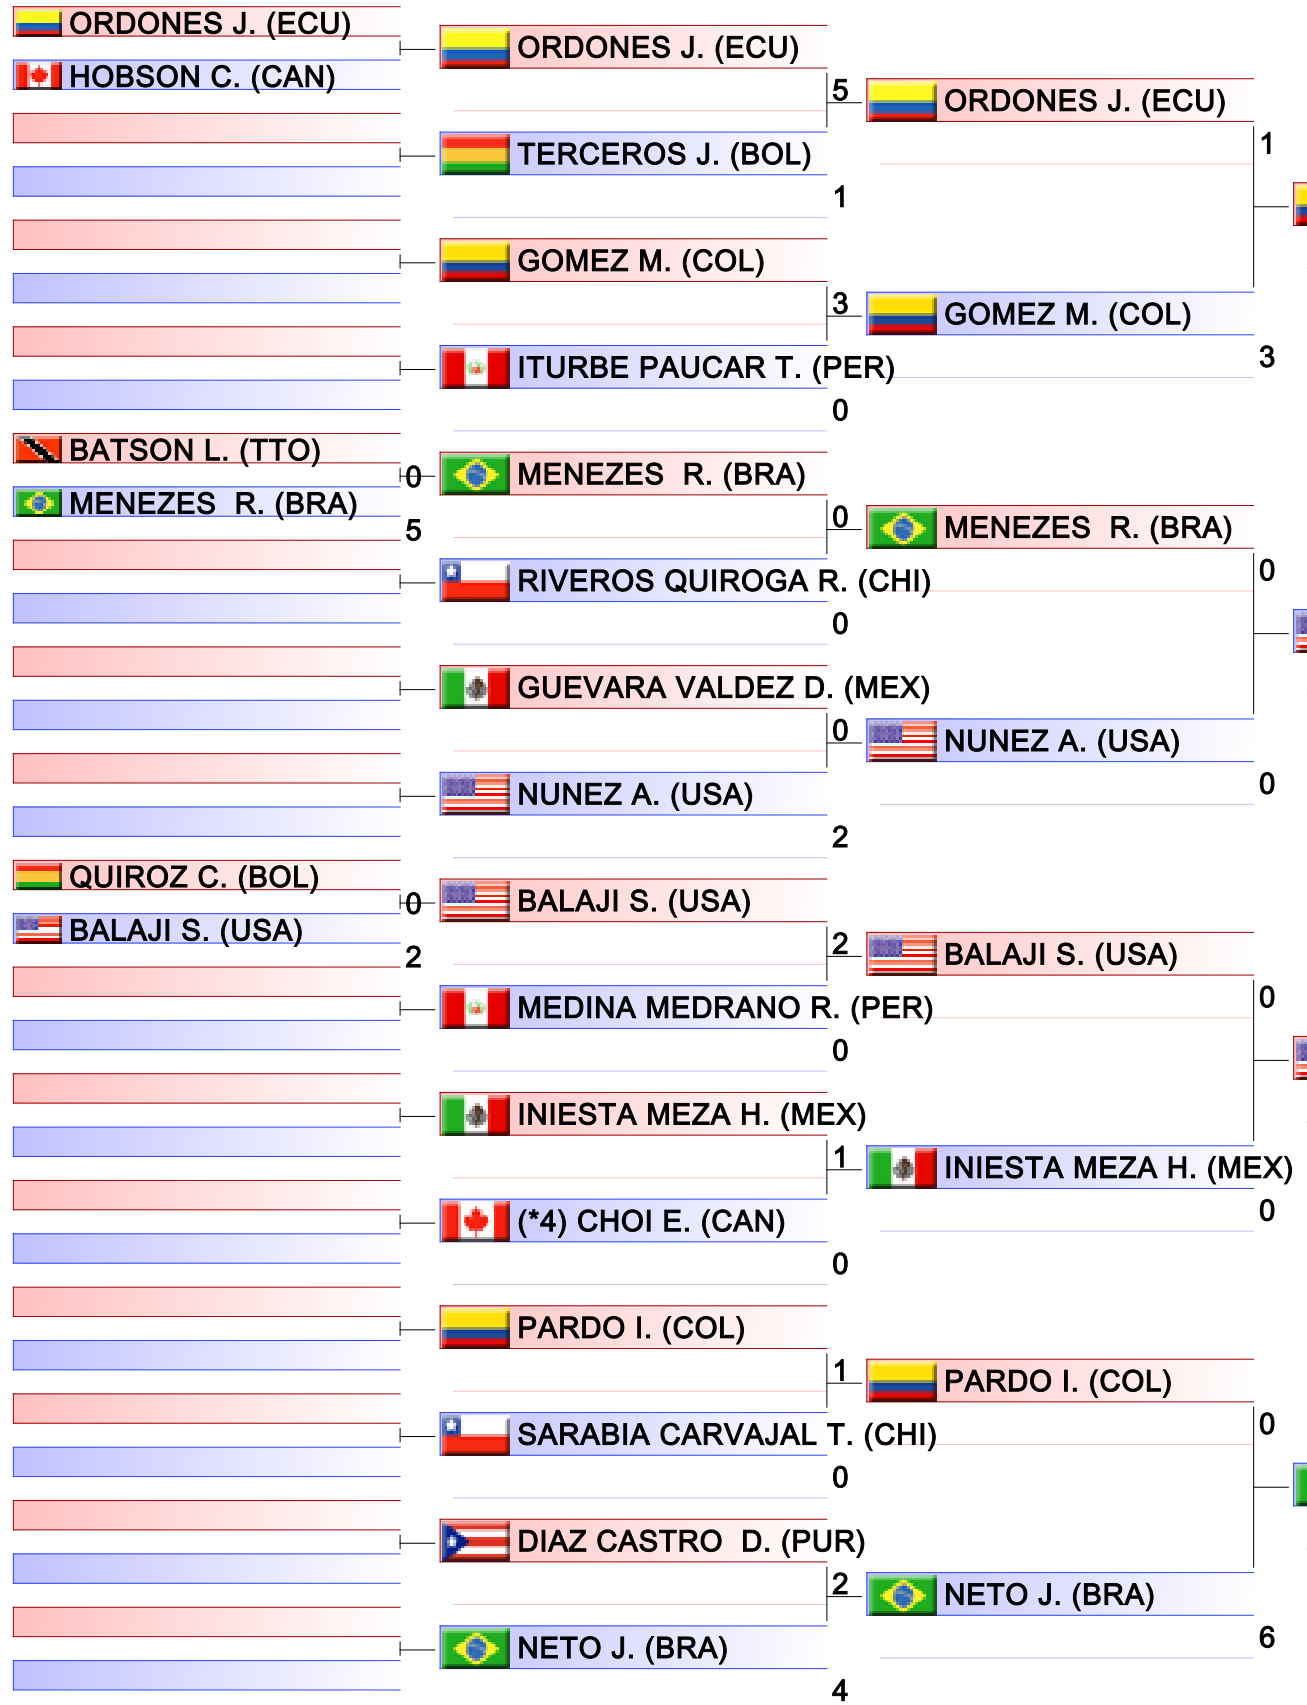 ORDONES J. (ECU)
HOBSON C. (CAN)
BATSON L. (TTO)
0
MENEZES  R. (BRA)
5
QUIROZ C. (BOL)
0
BALAJI S. (USA)
2
ORDONES J. (ECU)
5
TERCEROS J. (BOL)
1
GOMEZ M. (COL)
3
ITURBE PAUCAR T. (PER)
0
MENEZES  R. (BRA)
0
RIVEROS QUIROGA R. (CHI)
0
GUEVARA VALDEZ D. (MEX)
0
NUNEZ A. (USA)
2
BALAJI S. (USA)
2
MEDINA MEDRANO R. (PER)
0
INIESTA MEZA H. (MEX)
1
(*4) CHOI E. (CAN)
0
PARDO I. (COL)
1
SARABIA CARVAJAL T. (CHI)
0
DIAZ CASTRO  D. (PUR)
2
NETO J. (BRA)
4
ORDONES J. (ECU)
1
GOMEZ M. (COL)
3
MENEZES  R. (BRA)
0
NUNEZ A. (USA)
0
BALAJI S. (USA)
0
INIESTA MEZA H. (MEX)
0
PARDO I. (COL)
0
NETO J. (BRA)
6